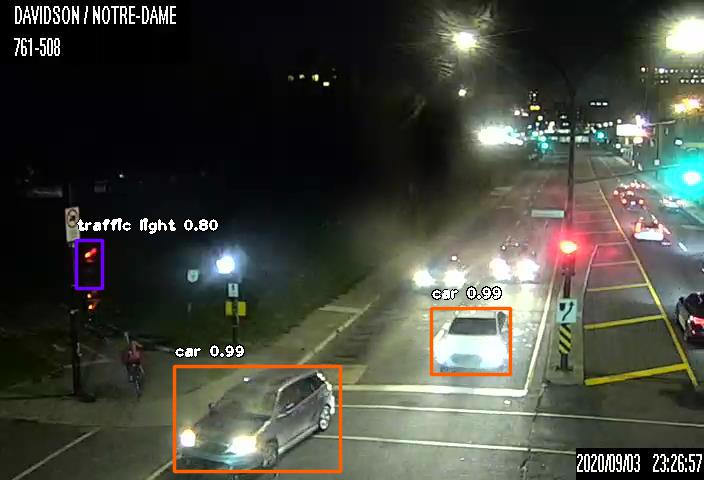 DAVIDSON / NOTRE-DAME
761-508
traffic light 0.80
car 0.99
car 0.99
2020/09/03 23:26:57